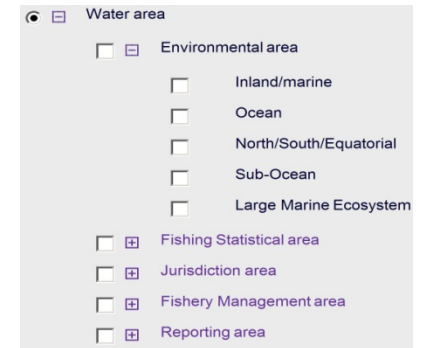 Water area
Environmental area
Inland/marine
Ocean
North/South/Equatorial
Sub-Ocean
Large Marine Ecosystem
Fishing Statistical area
Jurisdiction area
Fishery Management area
Reporting area